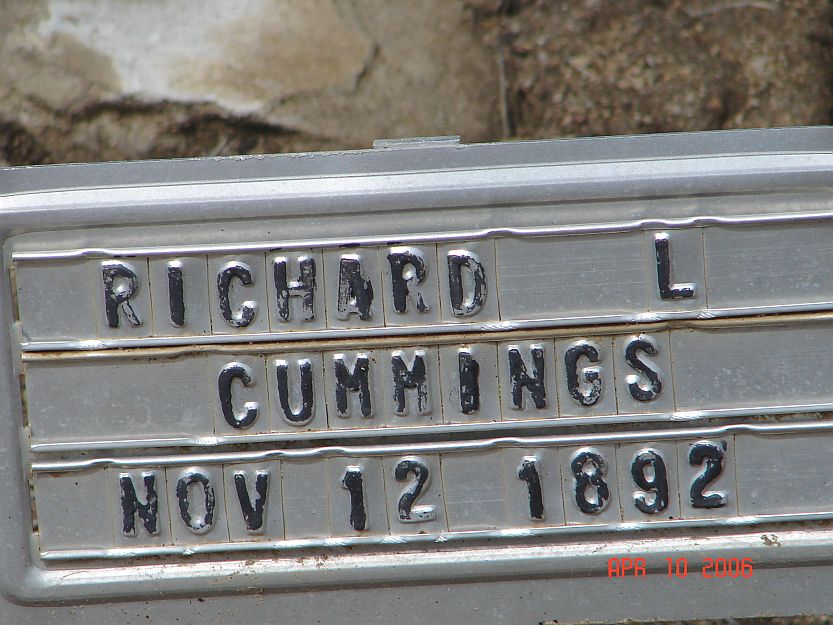 RICHARD L
CUMMINGS
NOV 12 1892
APR 10 2006